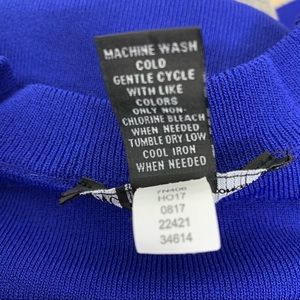 MACHINE WASH
COLD
GENTLE CYCLE
WITH LIKE
COLORS
ONLY NON-
CHLORINE BLEACH
WHEN NEEDED
TUMBLE DRY LOW
COOL IRON
WHEN NEEDED
7N406
HO17
0817
22421
34614